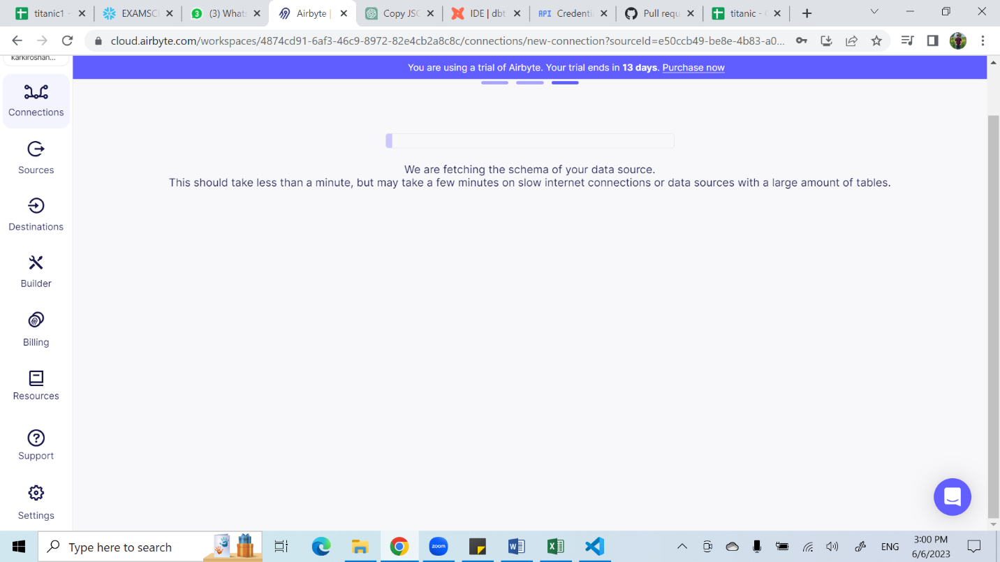 titanic1 -
EXAMSCH
(3) Whats
Airbyte |
Copy JSO
IDE | dbt
API Credenti
Pull requ
titanic - G
cloud.airbyte.com/workspaces/4874cd91-6af3-46c9-8972-82e4cb2a8c8c/connections/new-connection?sourceId=e50ccb49-be8e-4b83-a0...
karkiroshan...
You are using a trial of Airbyte. Your trial ends in 13 days. Purchase now
Connections
Sources
Destinations
Builder
Billing
Resources
Support
Settings
We are fetching the schema of your data source.
This should take less than a minute, but may take a few minutes on slow internet connections or data sources with a large amount of tables.
Type here to search
zoom
ENG
3:00 PM
6/6/2023